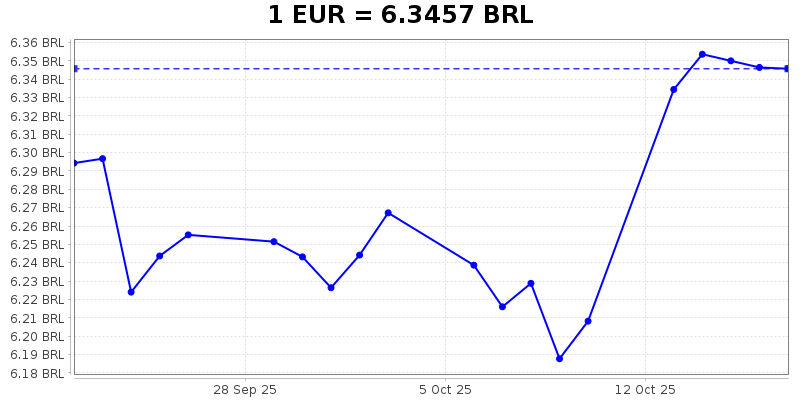 1 EUR = 6.3457 BRL
6.36 BRL
6.35 BRL
6.34 BRL
6.33 BRL
6.32 BRL
6.31 BRL
6.30 BRL
6.29 BRL
6.28 BRL
6.27 BRL
6.26 BRL
6.25 BRL
6.24 BRL
6.23 BRL
6.22 BRL
6.21 BRL
6.20 BRL
6.19 BRL
6.18 BRL
28 Sep 25 5 Oct 25 12 Oct 25